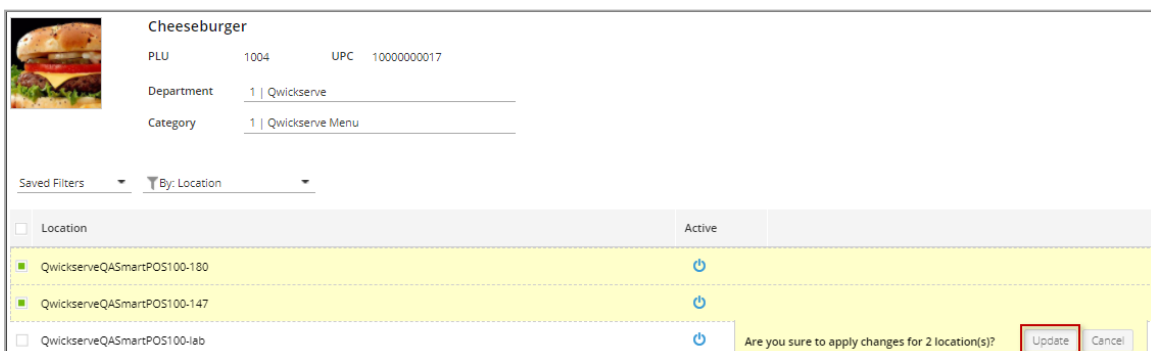 Cheeseburger
PLU 1004 UPC 10000000017
Department 1 | Qwickserve
Category 1 | Qwickserve Menu
Saved Filters By: Location
Location Active
QwickserveQASmartPOS100-180
QwickserveQASmartPOS100-147
QwickserveQASmartPOS100-lab Are you sure to apply changes for 2 location(s)? Update Cancel